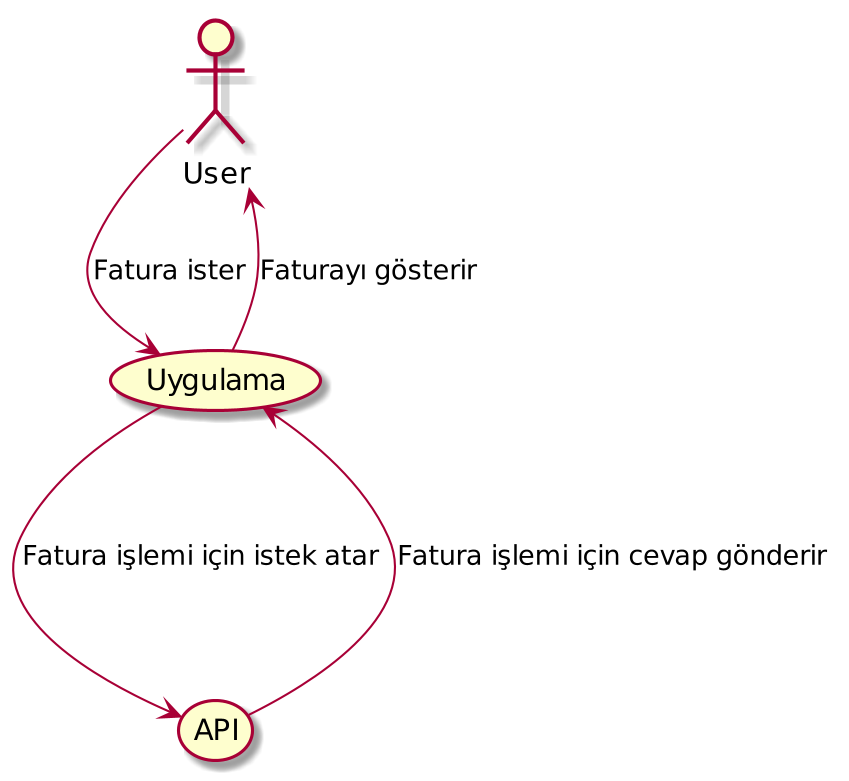 User
Fatura ister
Faturayı gösterir
Uygulama
Fatura işlemi için istek atar
Fatura işlemi için cevap gönderir
API